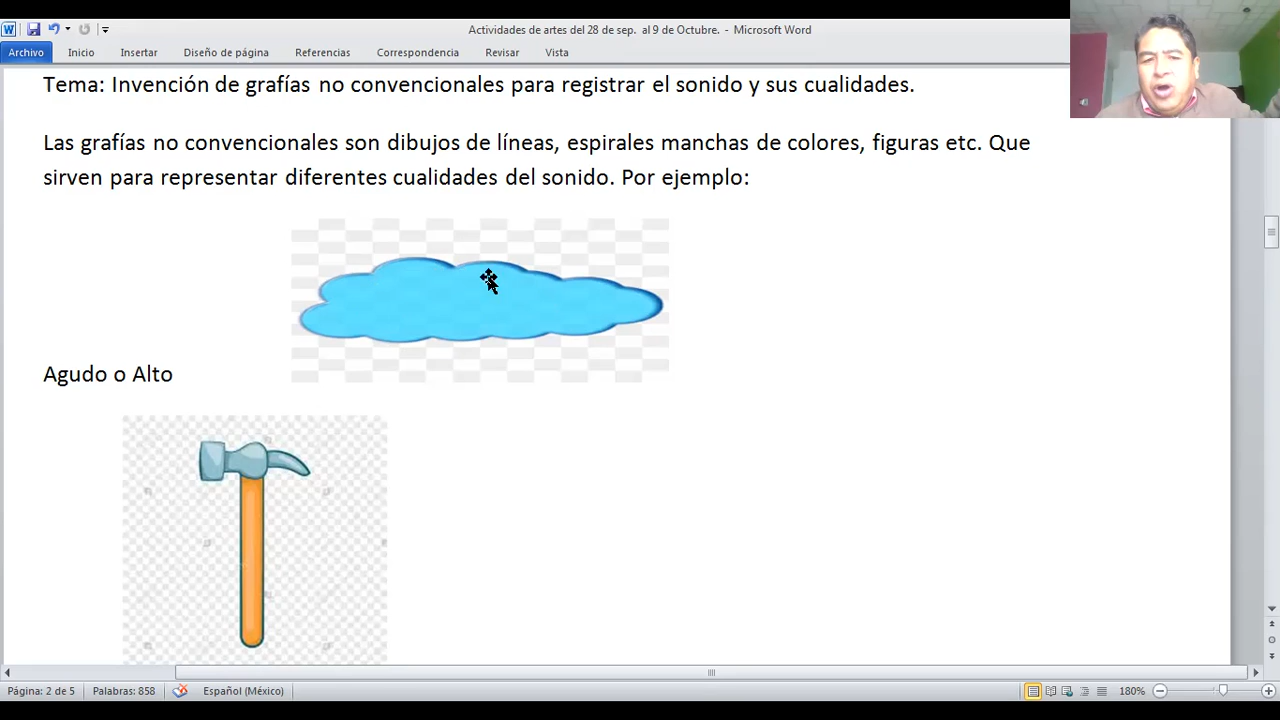 Actividades de artes del 28 de sep.  al 9 de Octubre.  -  Microsoft Word
Archivo Inicio Insertar Diseño de página Referencias Correspondencia Revisar Vista
Tema: Invención de grafías no convencionales para registrar el sonido y sus cualidades.
Las grafías no convencionales son dibujos de líneas, espirales manchas de colores, figuras etc. Que
sirven para representar diferentes cualidades del sonido. Por ejemplo:
Agudo o Alto
Página: 2 de 5 Palabras: 858 Español (México) 180%